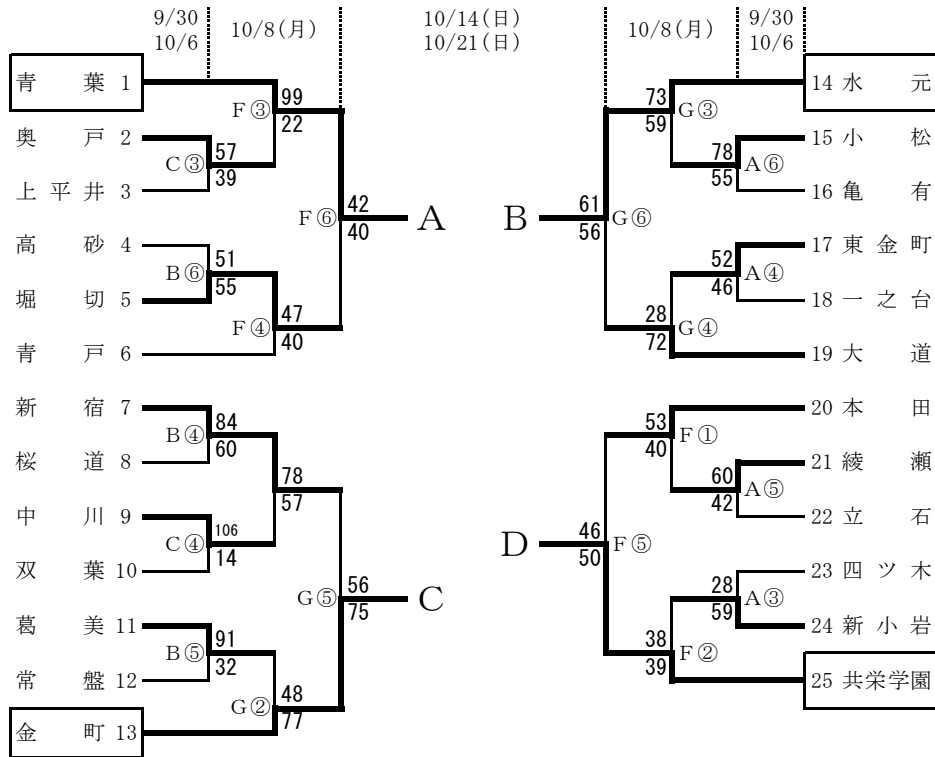 9/30
10/6
10/8(月)
10/14(日)
10/21(日)
10/8(月)
9/30
10/6
青葉 1
奥戸 2
上平井 3
高砂 4
堀切 5
青戸 6
新宿 7
桜道 8
中川 9
双葉 10
葛美 11
常盤 12
金町 13
C③
57
39
B⑥
51
55
B④
84
60
C④
106
14
B⑤
91
32
F③
99
22
F④
47
40
78
57
G②
48
77
F⑥
42
40
A
G⑤
56
75
C
B
61
56
G⑥
D
46
50
F⑤
73
59
G③
28
72
G④
53
40
F①
38
39
F②
78
55
A⑥
52
46
A④
60
42
A⑤
28
59
A③
14 水元
15 小松
16 亀有
17 東金町
18 一之台
19 大道
20 本田
21 綾瀬
22 立石
23 四ツ木
24 新小岩
25 共栄学園